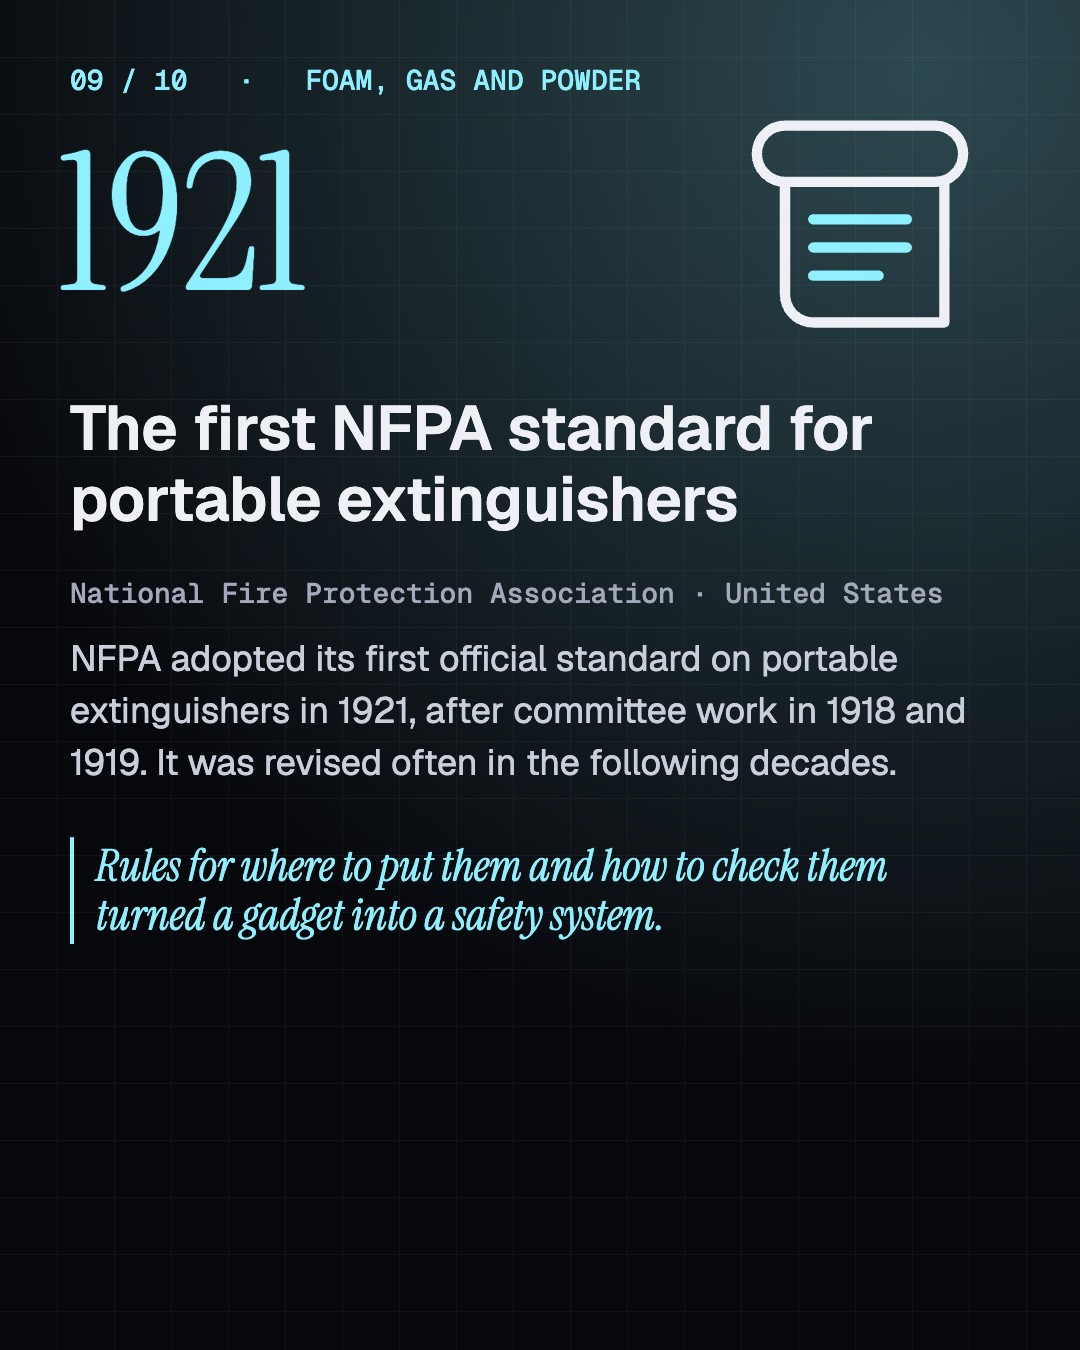 09 / 10 · FOAM, GAS AND POWDER
1921
The first NFPA standard for
portable extinguishers
National Fire Protection Association · United States
NFPA adopted its first official standard on portable
extinguishers in 1921, after committee work in 1918 and
1919. It was revised often in the following decades.
Rules for where to put them and how to check them
turned a gadget into a safety system.